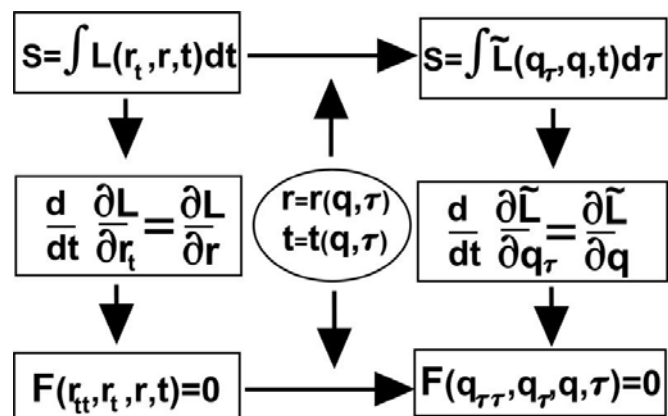 S=∫L(r_t,r,t)dt
S=∫L̃(q_τ,q,t)dτ
d/dt ∂L/∂r_t=∂L/∂r
r=r(q,τ)
t=t(q,τ)
d/dt ∂L̃/∂q_τ=∂L̃/∂q
F(r_tt,r_t,r,t)=0
F(q_ττ,q_τ,q,τ)=0